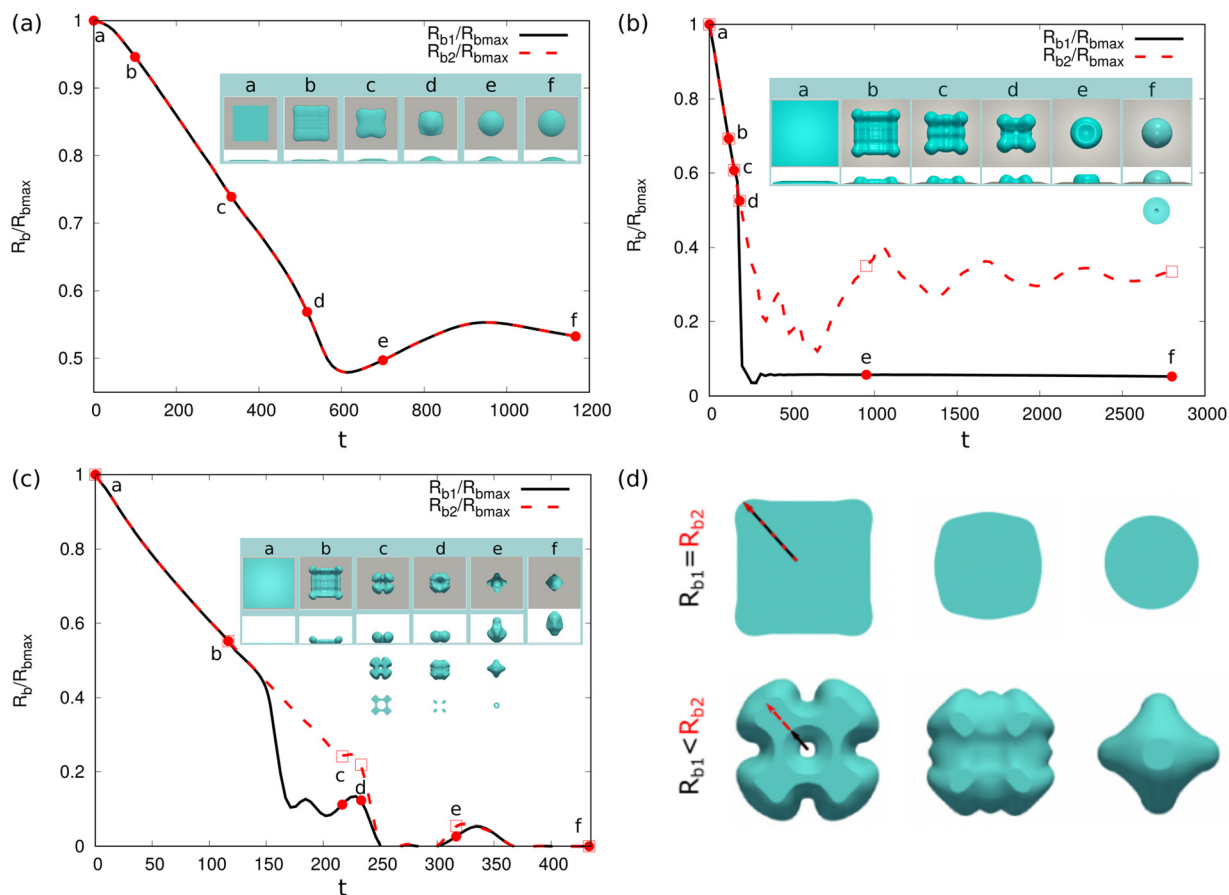 (a)
R_b1/R_bmax
R_b2/R_bmax
a b c d e f
R_b/R_bmax
1
0.9
0.8
0.7
0.6
0.5
a
b
c
d
e
f
0 200 400 600 800 1000 1200
t
(b)
R_b1/R_bmax
R_b2/R_bmax
a b c d e f
R_b/R_bmax
1
0.8
0.6
0.4
0.2
0
a
b
c
d
e
f
0 500 1000 1500 2000 2500 3000
t
(c)
R_b1/R_bmax
R_b2/R_bmax
a b c d e f
R_b/R_bmax
1
0.8
0.6
0.4
0.2
0
a
b
c
d
e
f
0 50 100 150 200 250 300 350 400
t
(d)
R_b1=R_b2
R_b1<R_b2